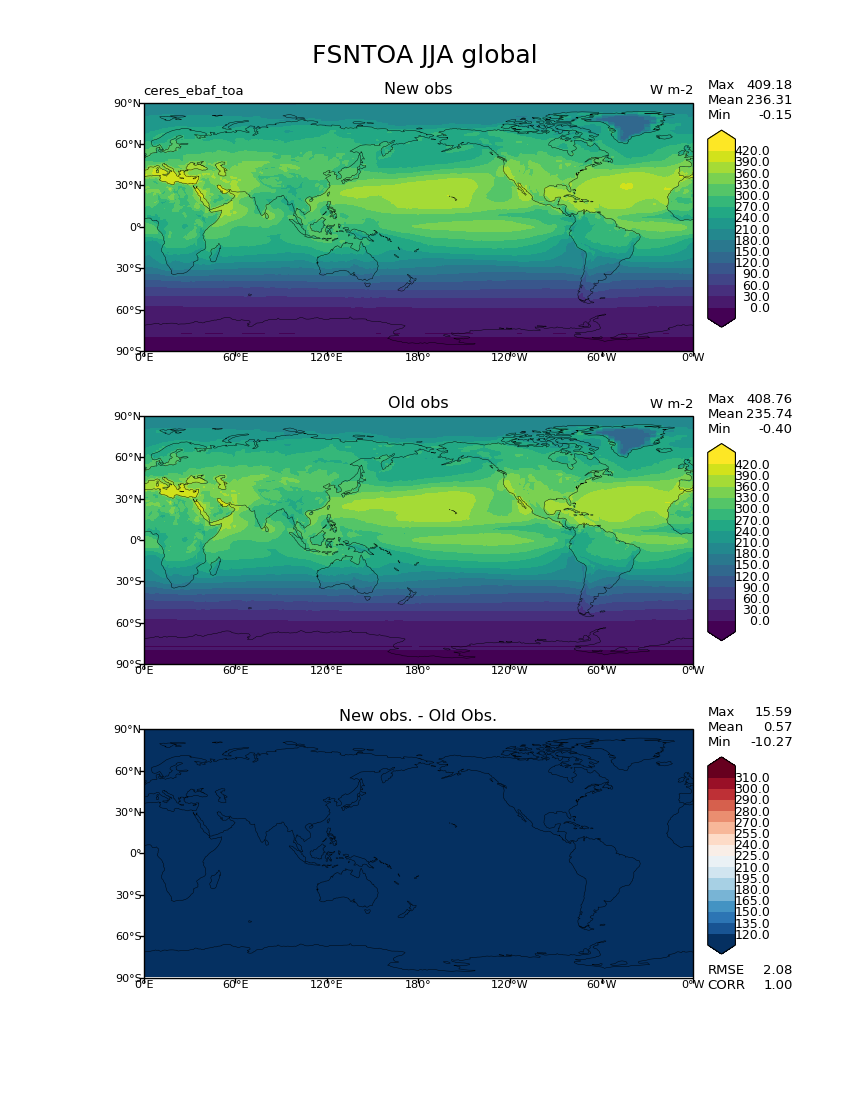 FSNTOA JJA global
ceres_ebaf_toa New obs W m-2
Max 409.18
Mean 236.31
Min -0.15
90°N
60°N
30°N
0°
30°S
60°S
90°S
0°E 60°E 120°E 180° 120°W 60°W 0°W
420.0
390.0
360.0
330.0
300.0
270.0
240.0
210.0
180.0
150.0
120.0
90.0
60.0
30.0
0.0
Old obs W m-2
Max 408.76
Mean 235.74
Min -0.40
90°N
60°N
30°N
0°
30°S
60°S
90°S
0°E 60°E 120°E 180° 120°W 60°W 0°W
420.0
390.0
360.0
330.0
300.0
270.0
240.0
210.0
180.0
150.0
120.0
90.0
60.0
30.0
0.0
New obs. - Old Obs.
Max 15.59
Mean 0.57
Min -10.27
90°N
60°N
30°N
0°
30°S
60°S
90°S
0°E 60°E 120°E 180° 120°W 60°W 0°W
310.0
300.0
290.0
280.0
270.0
255.0
240.0
225.0
210.0
195.0
180.0
165.0
150.0
135.0
120.0
RMSE 2.08
CORR 1.00